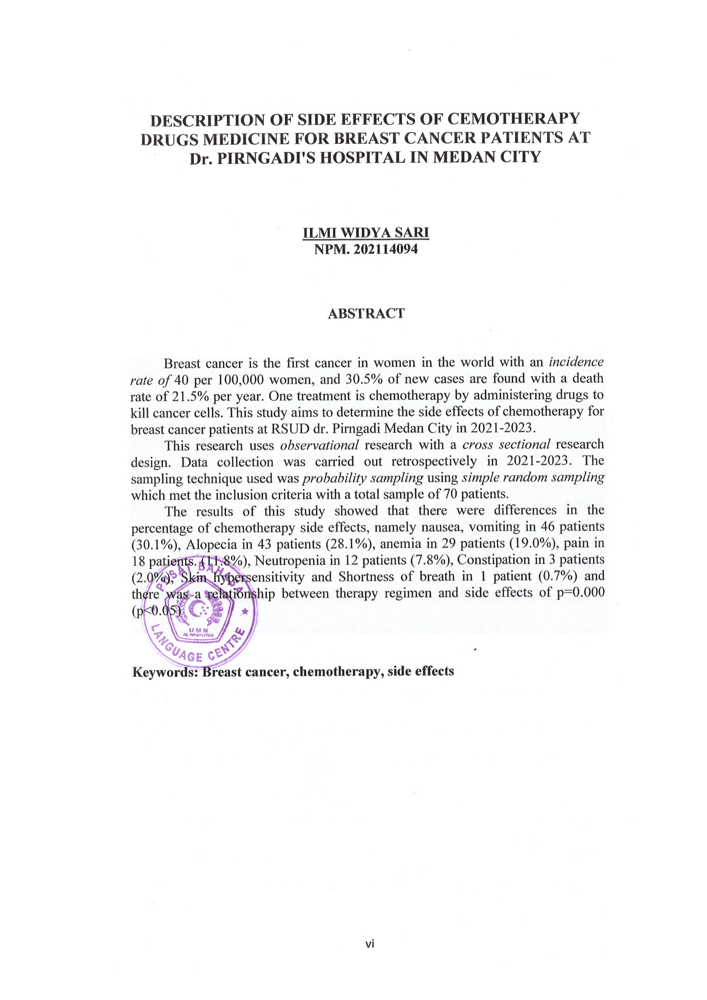 DESCRIPTION OF SIDE EFFECTS OF CEMOTHERAPY
DRUGS MEDICINE FOR BREAST CANCER PATIENTS AT
Dr. PIRNGADI'S HOSPITAL IN MEDAN CITY
ILMI WIDYA SARI
NPM. 202114094
ABSTRACT
Breast cancer is the first cancer in women in the world with an incidence
rate of 40 per 100,000 women, and 30.5% of new cases are found with a death
rate of 21.5% per year. One treatment is chemotherapy by administering drugs to
kill cancer cells. This study aims to determine the side effects of chemotherapy for
breast cancer patients at RSUD dr. Pirngadi Medan City in 2021-2023.
This research uses observational research with a cross sectional research
design. Data collection was carried out retrospectively in 2021-2023. The
sampling technique used was probability sampling using simple random sampling
which met the inclusion criteria with a total sample of 70 patients.
The results of this study showed that there were differences in the
percentage of chemotherapy side effects, namely nausea, vomiting in 46 patients
(30.1%), Alopecia in 43 patients (28.1%), anemia in 29 patients (19.0%), pain in
18 patients. (11.8%), Neutropenia in 12 patients (7.8%), Constipation in 3 patients
(2.0%), Skin hypersensitivity and Shortness of breath in 1 patient (0.7%) and
there was a relationship between therapy regimen and side effects of p=0.000
(p<0.05)
PUSAT BAHASA
UMN
AL WASHLIYAH
LANGUAGE CENTRE
Keywords: Breast cancer, chemotherapy, side effects
vi